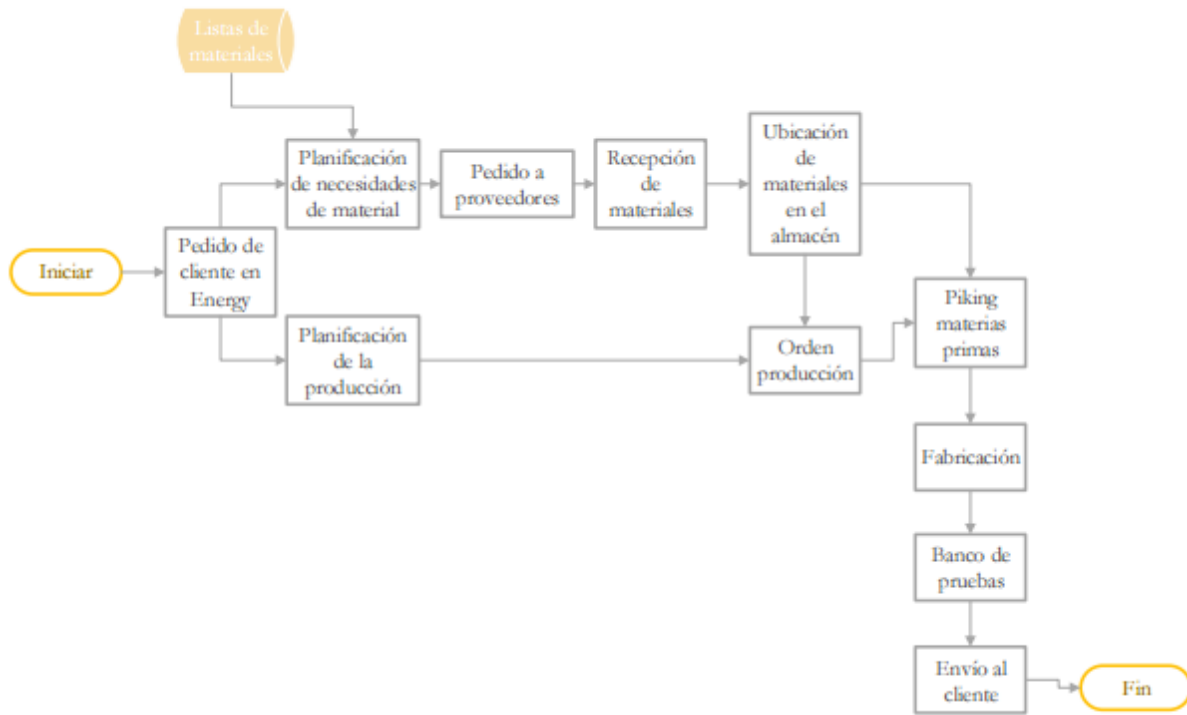 Listas de
materiales
Planificación
de necesidades
de material
Pedido a
proveedores
Recepción
de
materiales
Ubicación
de
materiales
en el
almacén
Iniciar
Pedido de
cliente en
Energy
Planificación
de la
producción
Orden
producción
Piking
materias
primas
Fabricación
Banco de
pruebas
Envío al
cliente
Fin